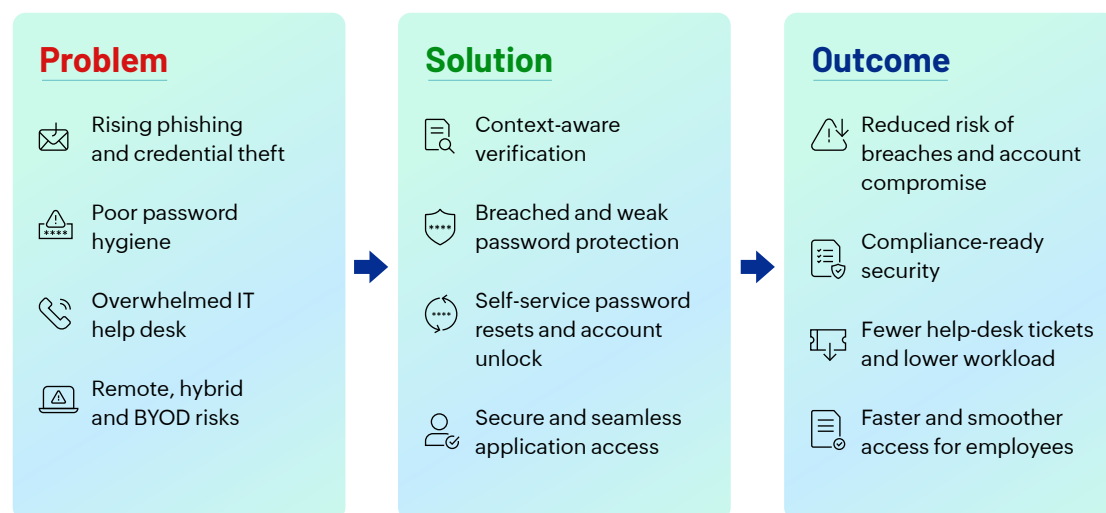 Problem
Rising phishing
and credential theft
Poor password
hygiene
Overwhelmed IT
help desk
Remote, hybrid
and BYOD risks
Solution
Context-aware
verification
Breached and weak
password protection
Self-service password
resets and account
unlock
Secure and seamless
application access
Outcome
Reduced risk of
breaches and account
compromise
Compliance-ready
security
Fewer help-desk tickets
and lower workload
Faster and smoother
access for employees